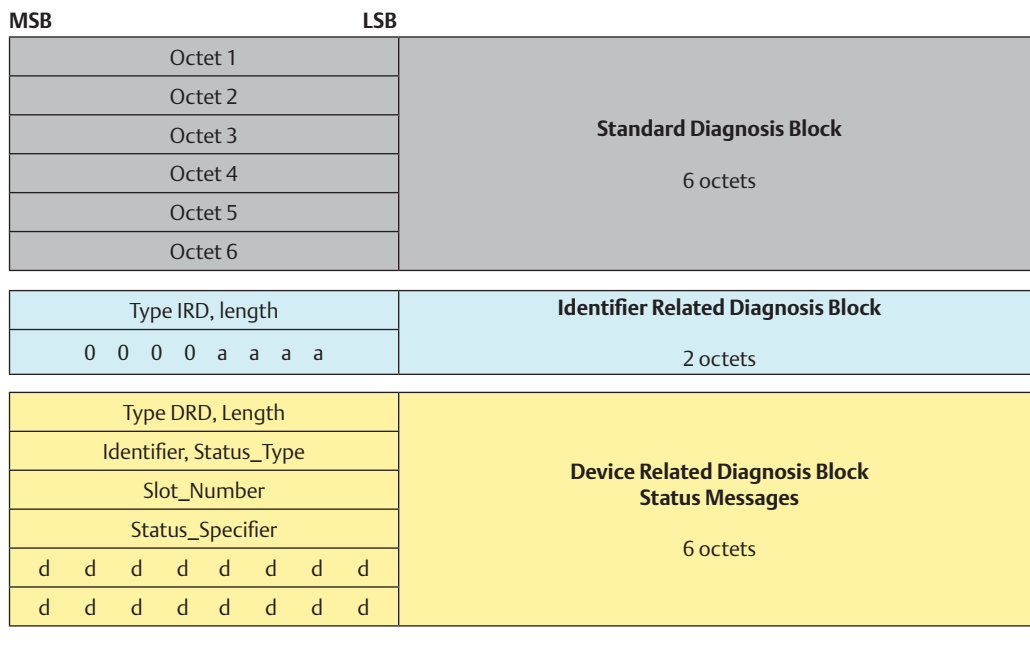 MSB LSB
Octet 1
Octet 2
Octet 3
Octet 4
Octet 5
Octet 6
Standard Diagnosis Block
6 octets
Type IRD, length
0 0 0 0 a a a a
Identifier Related Diagnosis Block
2 octets
Type DRD, Length
Identifier, Status_Type
Slot_Number
Status_Specifier
d d d d d d d d
d d d d d d d d
Device Related Diagnosis Block
Status Messages
6 octets